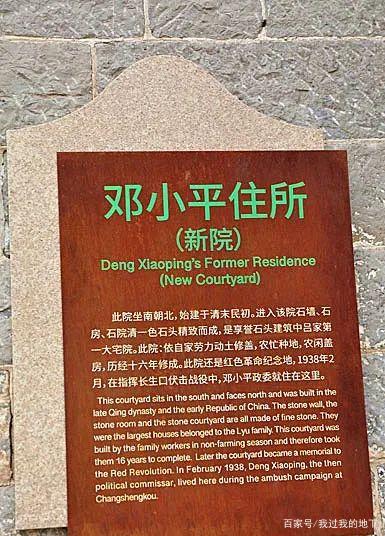 邓小平住所
（新院）
Deng Xiaoping's Former Residence
(New Courtyard)
此院坐南朝北，始建于清末民初。进入该院石墙、石
房、石院清一色石头精致而成，是享誉石头建筑中吕家第
一大宅院。此院：依自家劳力动土修盖，农忙种地，农闲盖
房，历经十六年修成。此院还是红色革命纪念地，1938年2
月，在指挥长生口伏击战役中，邓小平政委就住在这里。
This courtyard sits in the south and faces north and was built in the
late Qing dynasty and the early Republic of China. The stone wall, the
stone room and the stone courtyard are all made of fine stone. They
were the largest houses belonged to the Lyu family. This courtyard was
built by the family workers in non-farming season and therefore took
them 16 years to complete. Later the courtyard became a memorial to
the Red Revolution. In February 1938, Deng Xiaoping, the then
political commissar, lived here during the ambush campaign at
Changshengkou.
百家号/我过我的地丁